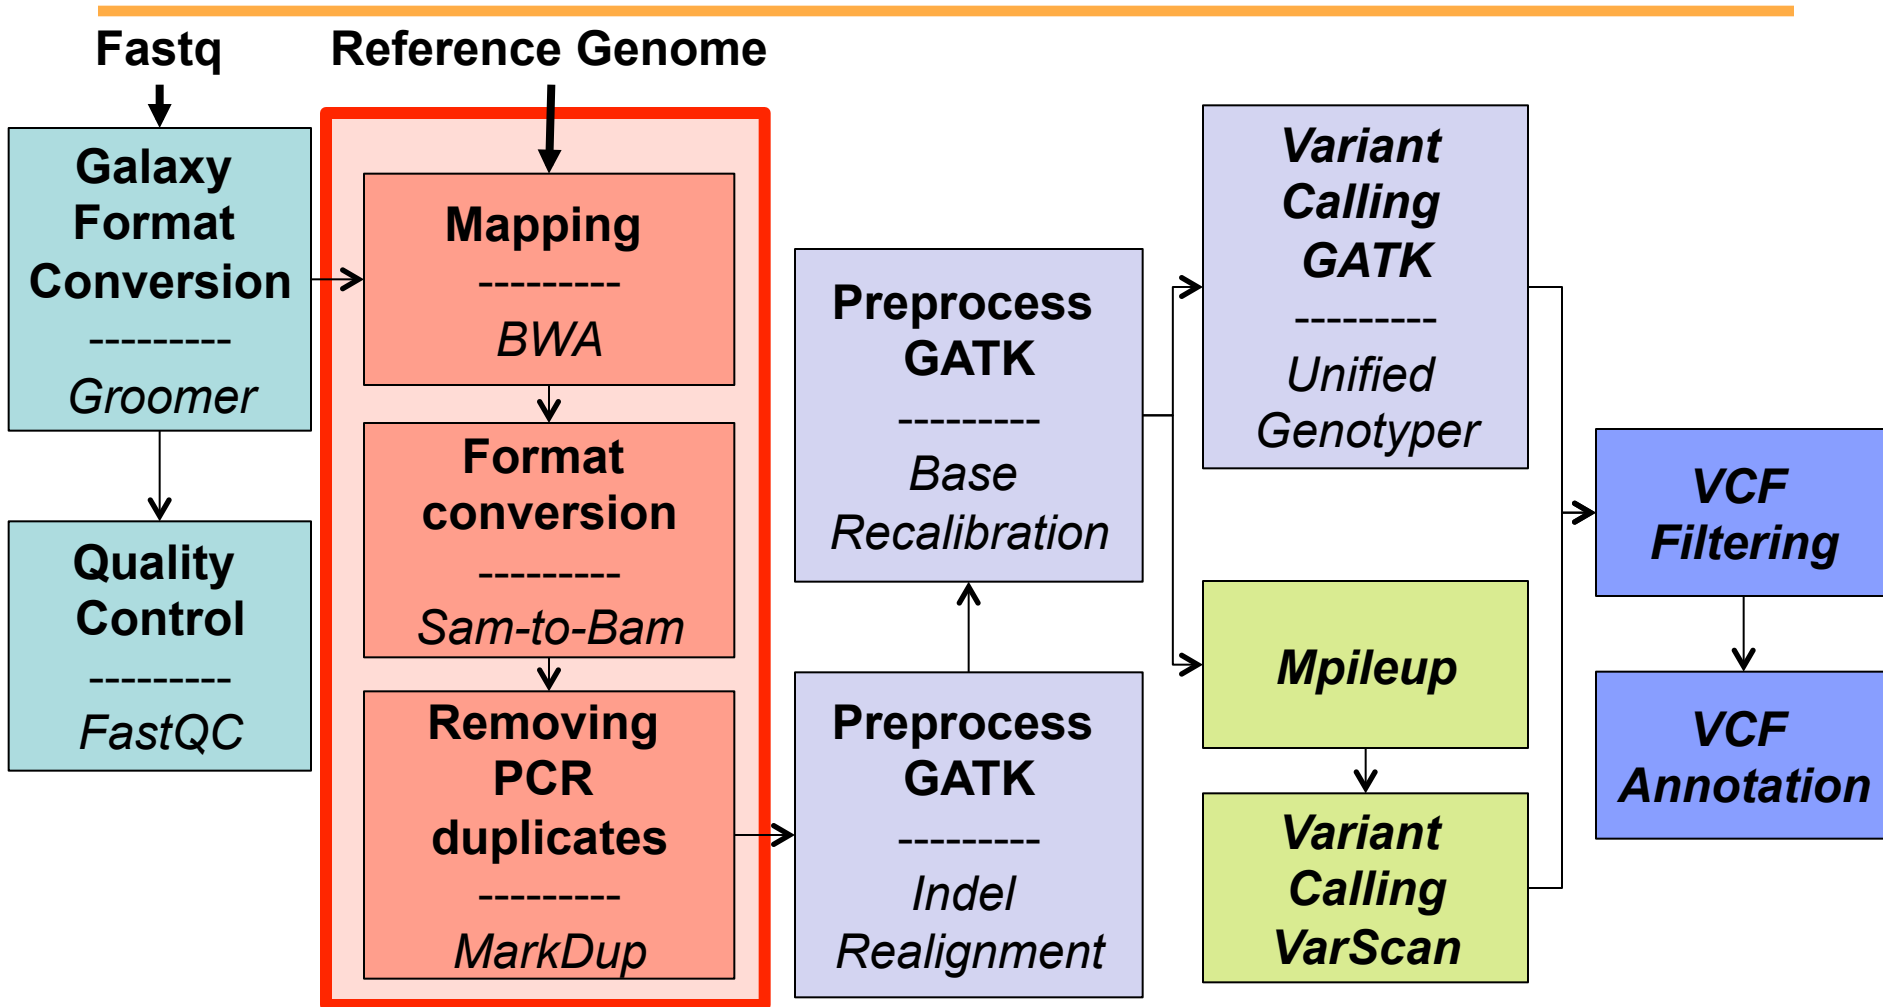 Fastq
Reference Genome
Galaxy
Format
Conversion
---------
Groomer
Quality
Control
---------
FastQC
Mapping
---------
BWA
Format
conversion
---------
Sam-to-Bam
Removing
PCR
duplicates
---------
MarkDup
Preprocess
GATK
---------
Base
Recalibration
Preprocess
GATK
---------
Indel
Realignment
Variant
Calling
GATK
---------
Unified
Genotyper
Mpileup
Variant
Calling
VarScan
VCF
Filtering
VCF
Annotation